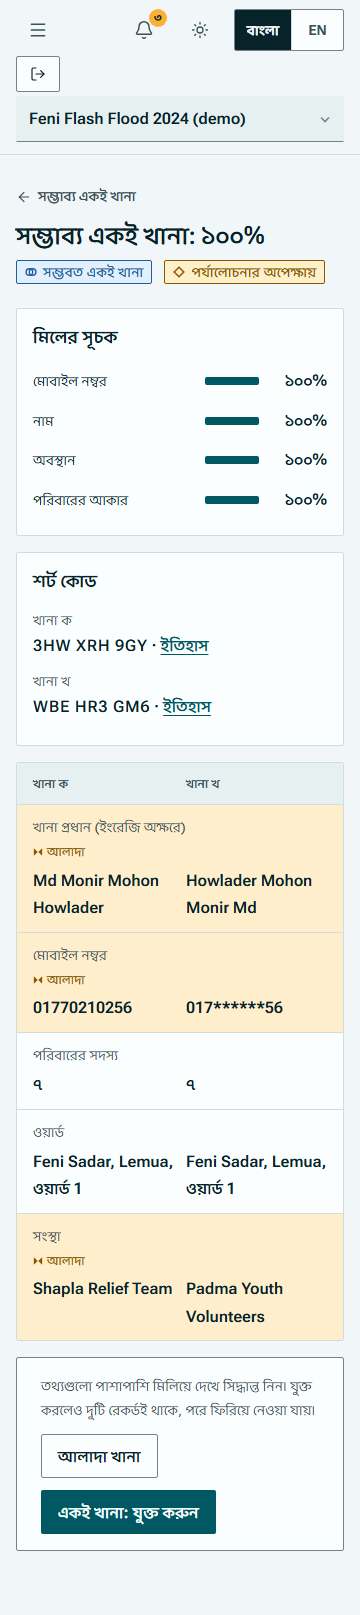 ৩
বাংলা
EN
Feni Flash Flood 2024 (demo)
সম্ভাব্য একই খানা
সম্ভাব্য একই খানা: ১০০%
সম্ভবত একই খানা
পর্যালোচনার অপেক্ষায়
মিলের সূচক
মোবাইল নম্বর ১০০%
নাম ১০০%
অবস্থান ১০০%
পরিবারের আকার ১০০%
শর্ট কোড
খানা ক
3HW XRH 9GY · ইতিহাস
খানা খ
WBE HR3 GM6 · ইতিহাস
খানা ক খানা খ
খানা প্রধান (ইংরেজি অক্ষরে)
আলাদা
Md Monir Mohon Howlader Mohon
Howlader Monir Md
মোবাইল নম্বর
আলাদা
01770210256 017******56
পরিবারের সদস্য
৭ ৭
ওয়ার্ড
Feni Sadar, Lemua, Feni Sadar, Lemua,
ওয়ার্ড 1 ওয়ার্ড 1
সংস্থা
আলাদা
Shapla Relief Team Padma Youth
Volunteers
তথ্যগুলো পাশাপাশি মিলিয়ে দেখে সিদ্ধান্ত নিন। যুক্ত
করলেও দুটি রেকর্ডই থাকে, পরে ফিরিয়ে নেওয়া যায়।
আলাদা খানা
একই খানা: যুক্ত করুন